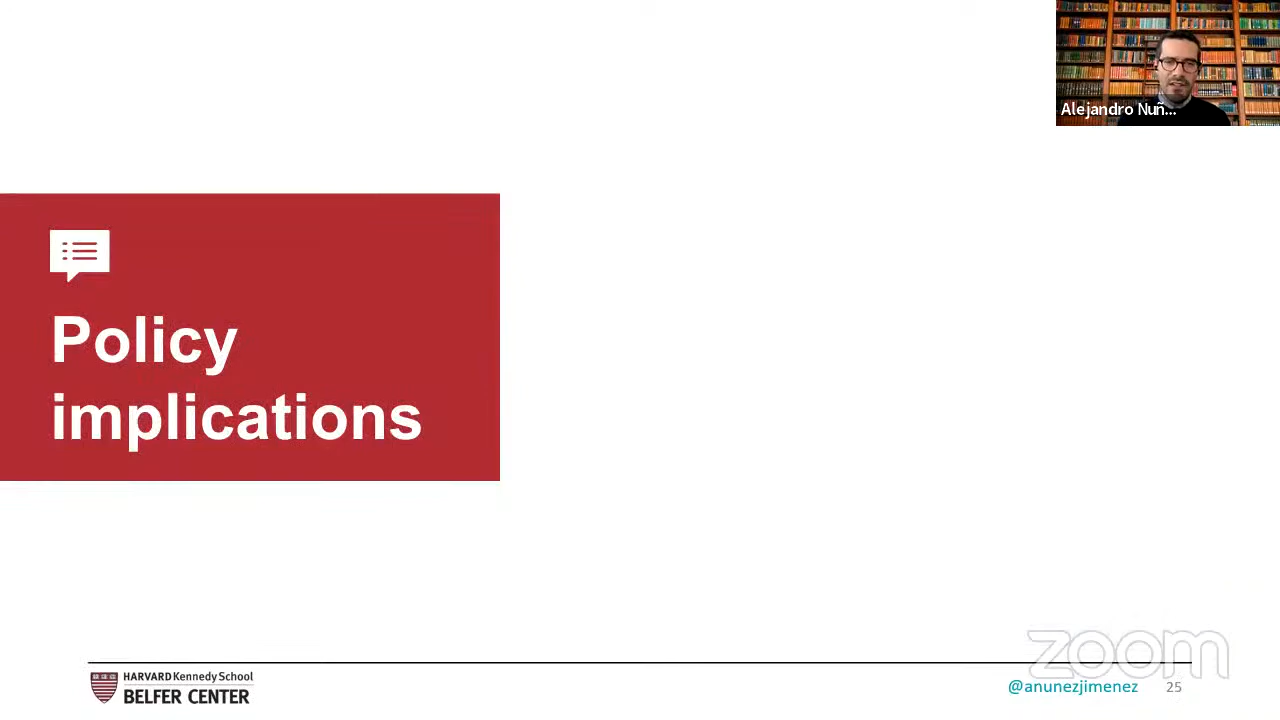 Alejandro Nuñ...
Policy
implications
zoom
HARVARD Kennedy School
BELFER CENTER
@anunezjimenez
25